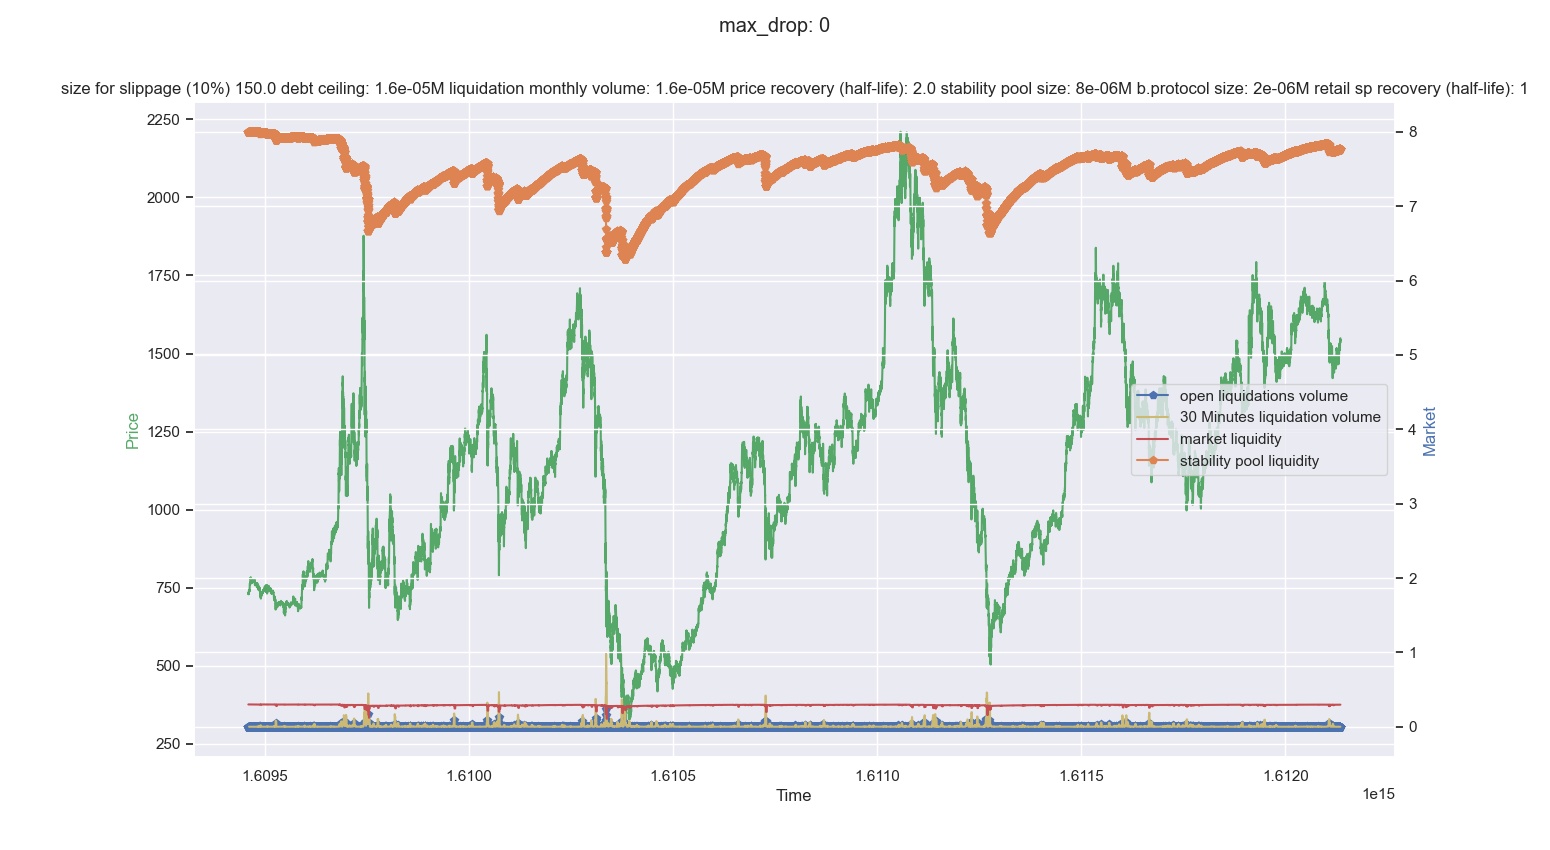 max_drop: 0
size for slippage (10%) 150.0 debt ceiling: 1.6e-05M liquidation monthly volume: 1.6e-05M price recovery (half-life): 2.0 stability pool size: 8e-06M b.protocol size: 2e-06M retail sp recovery (half-life): 1
2250
2000
1750
1500
1250
1000
750
500
250
Price
8
7
6
5
4
3
2
1
0
Market
open liquidations volume
30 Minutes liquidation volume
market liquidity
stability pool liquidity
1.6095
1.6100
1.6105
1.6110
1.6115
1.6120
Time
1e15